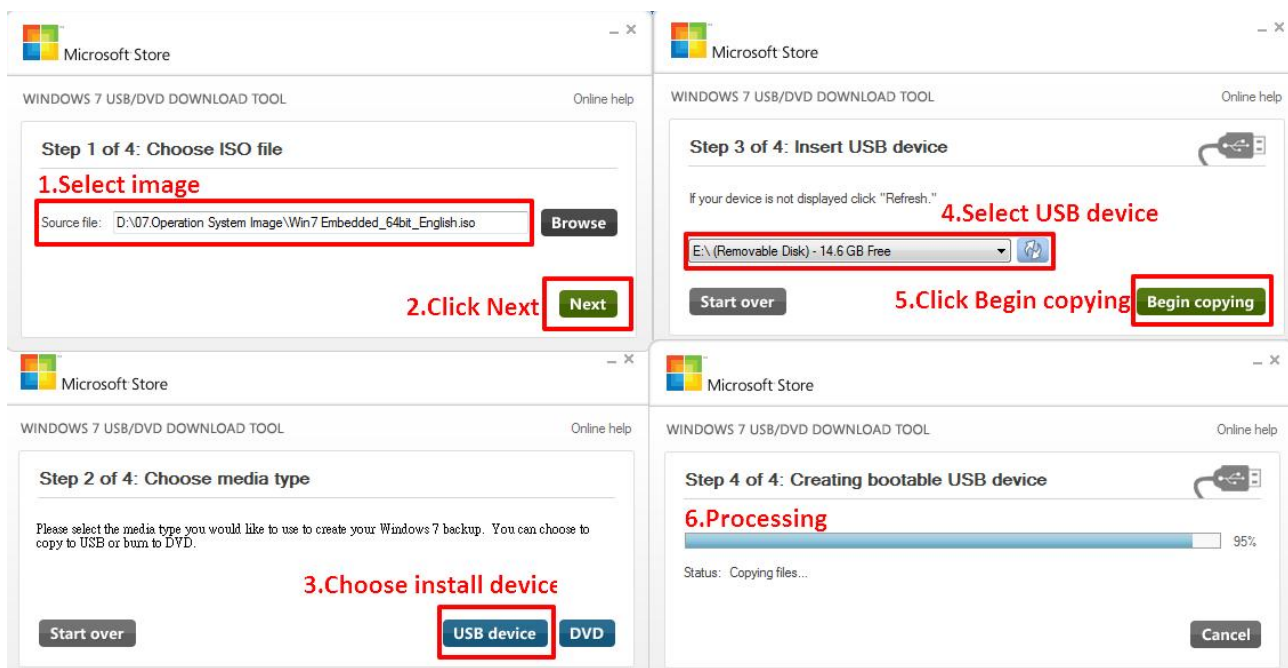 Microsoft Store
WINDOWS 7 USB/DVD DOWNLOAD TOOL Online help
Step 1 of 4: Choose ISO file
1.Select image
Source file: D:\07.Operation System Image\Win7 Embedded_64bit_English.iso Browse
2.Click Next Next
Microsoft Store
WINDOWS 7 USB/DVD DOWNLOAD TOOL Online help
Step 2 of 4: Choose media type
Please select the media type you would like to use to create your Windows 7 backup. You can choose to
copy to USB or burn to DVD.
3.Choose install device
Start over USB device DVD
Microsoft Store
WINDOWS 7 USB/DVD DOWNLOAD TOOL Online help
Step 3 of 4: Insert USB device
If your device is not displayed click "Refresh."
4.Select USB device
E:\ (Removable Disk) - 14.6 GB Free
Start over 5.Click Begin copying Begin copying
Microsoft Store
WINDOWS 7 USB/DVD DOWNLOAD TOOL Online help
Step 4 of 4: Creating bootable USB device
6.Processing
95%
Status: Copying files...
Cancel